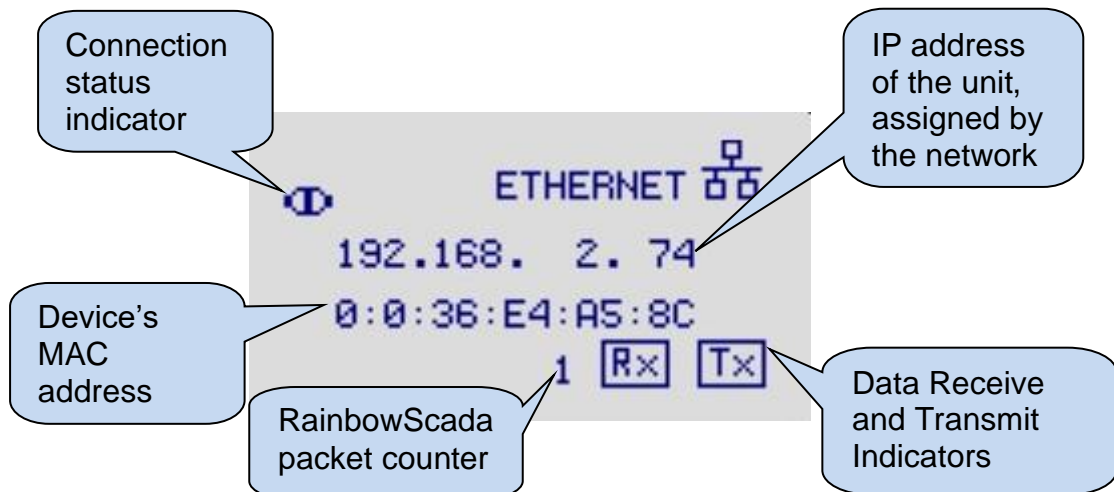 Connection
status
indicator
IP address
of the unit,
assigned by
the network
ETHERNET
192.168. 2. 74
0:0:36:E4:A5:8C
1 Rx Tx
Device’s
MAC
address
RainbowScada
packet counter
Data Receive
and Transmit
Indicators